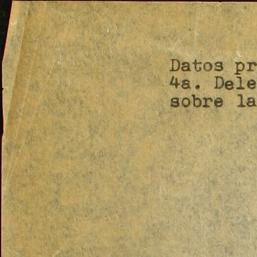 Datos pr
4a. Dele
sobre la